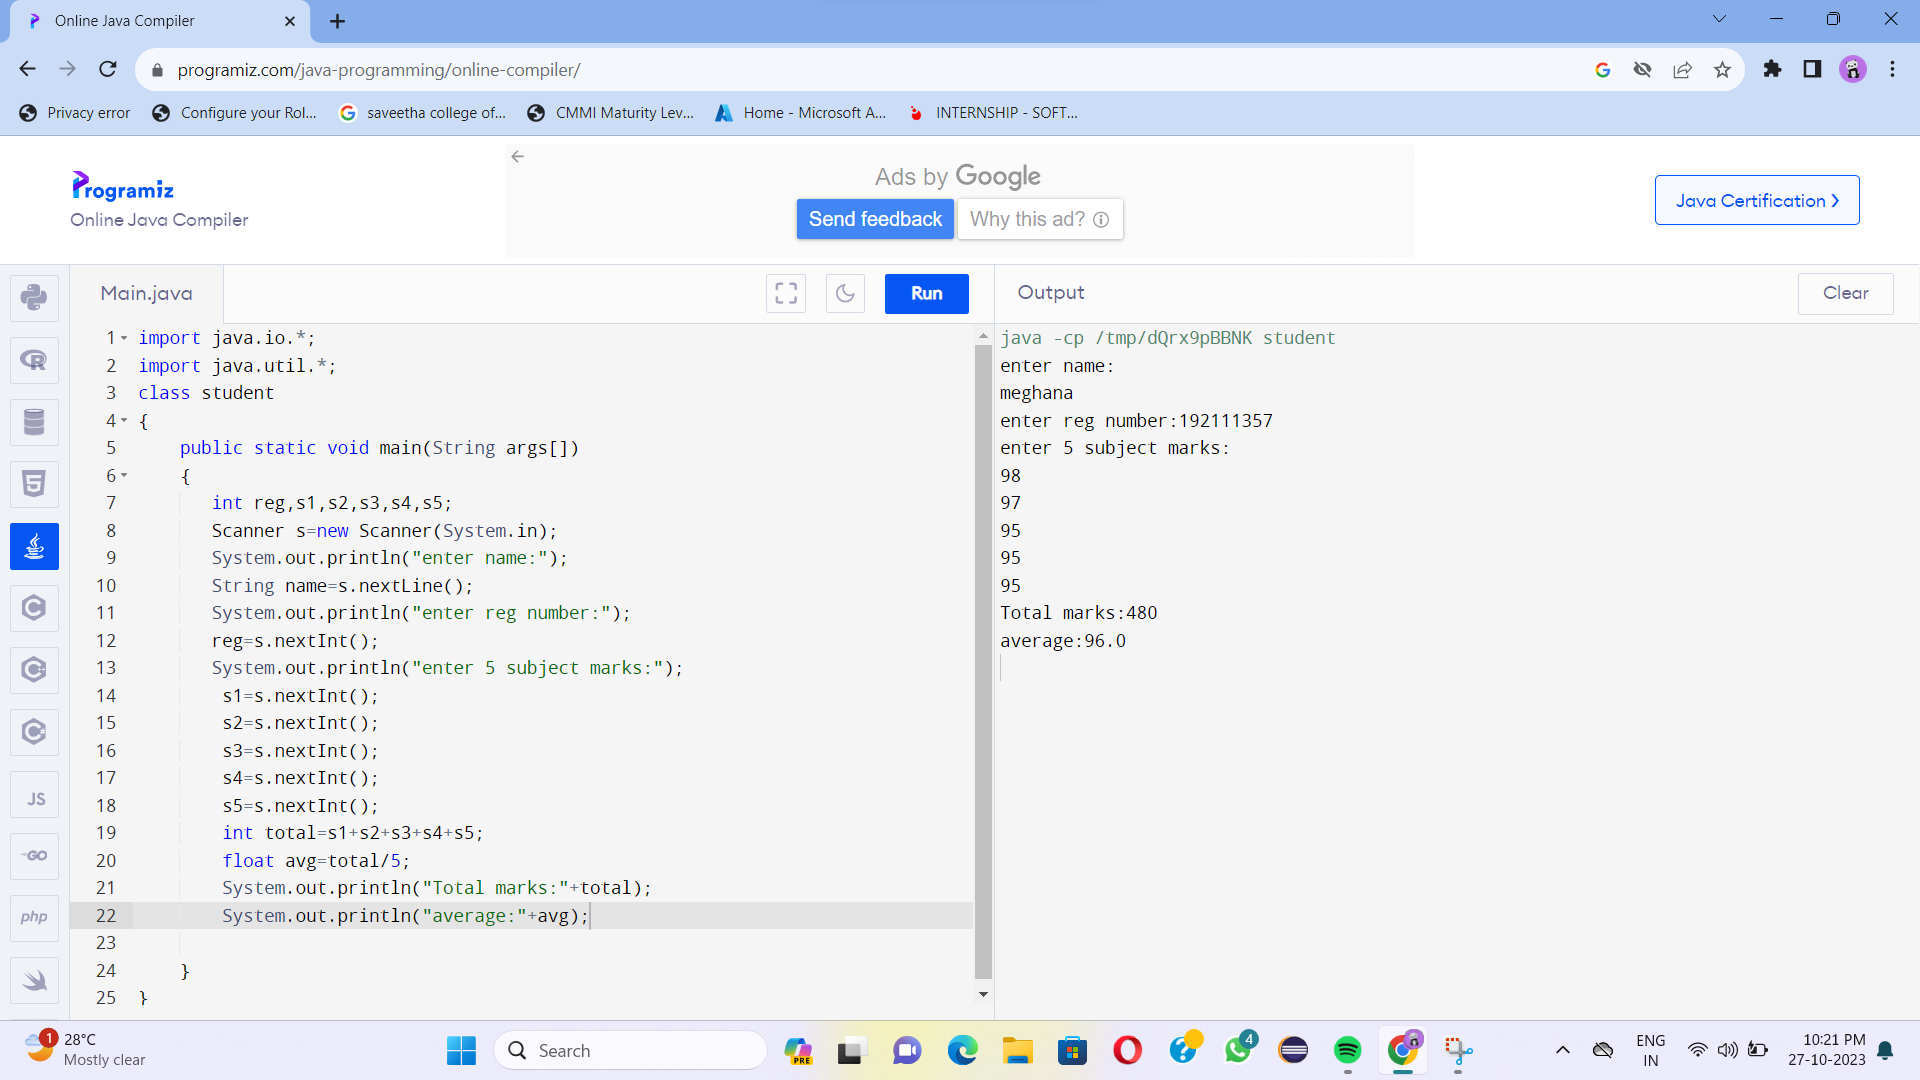 Online Java Compiler
programiz.com/java-programming/online-compiler/
Privacy error
Configure your Rol...
saveetha college of...
CMMI Maturity Lev...
Home - Microsoft A...
INTERNSHIP - SOFT...
Programiz
Online Java Compiler
Ads by Google
Send feedback
Why this ad?
Java Certification
Main.java
Run
Output
Clear
1 import java.io.*;
2 import java.util.*;
3 class student
4 {
5 public static void main(String args[])
6 {
7 int reg,s1,s2,s3,s4,s5;
8 Scanner s=new Scanner(System.in);
9 System.out.println("enter name:");
10 String name=s.nextLine();
11 System.out.println("enter reg number:");
12 reg=s.nextInt();
13 System.out.println("enter 5 subject marks:");
14 s1=s.nextInt();
15 s2=s.nextInt();
16 s3=s.nextInt();
17 s4=s.nextInt();
18 s5=s.nextInt();
19 int total=s1+s2+s3+s4+s5;
20 float avg=total/5;
21 System.out.println("Total marks:"+total);
22 System.out.println("average:"+avg);
23
24 }
25 }
java -cp /tmp/dQrx9pBBNK student
enter name:
meghana
enter reg number:192111357
enter 5 subject marks:
98
97
95
95
95
Total marks:480
average:96.0
JS
GO
php
1
28°C
Mostly clear
Search
PRE
4
ENG
IN
10:21 PM
27-10-2023